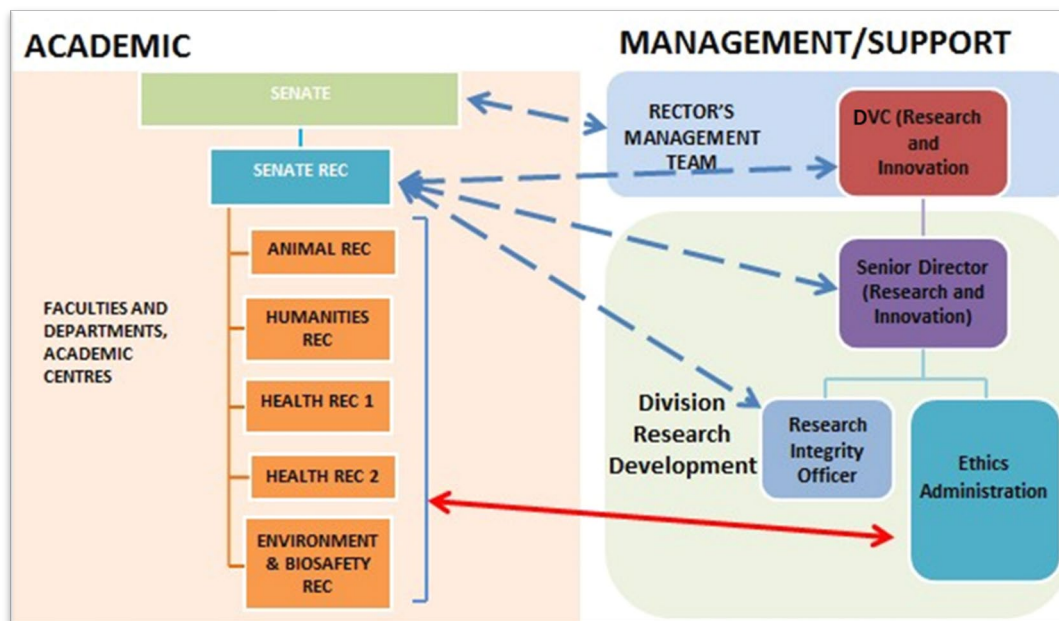 ACADEMIC
SENATE
SENATE REC
ANIMAL REC
HUMANITIES
REC
HEALTH REC 1
HEALTH REC 2
ENVIRONMENT
& BIOSAFETY
REC
FACULTIES AND
DEPARTMENTS,
ACADEMIC
CENTRES
MANAGEMENT/SUPPORT
RECTOR'S
MANAGEMENT
TEAM
DVC (Research
and
Innovation
Senior Director
(Research and
Innovation)
Division
Research
Development
Research
Integrity
Officer
Ethics
Administration